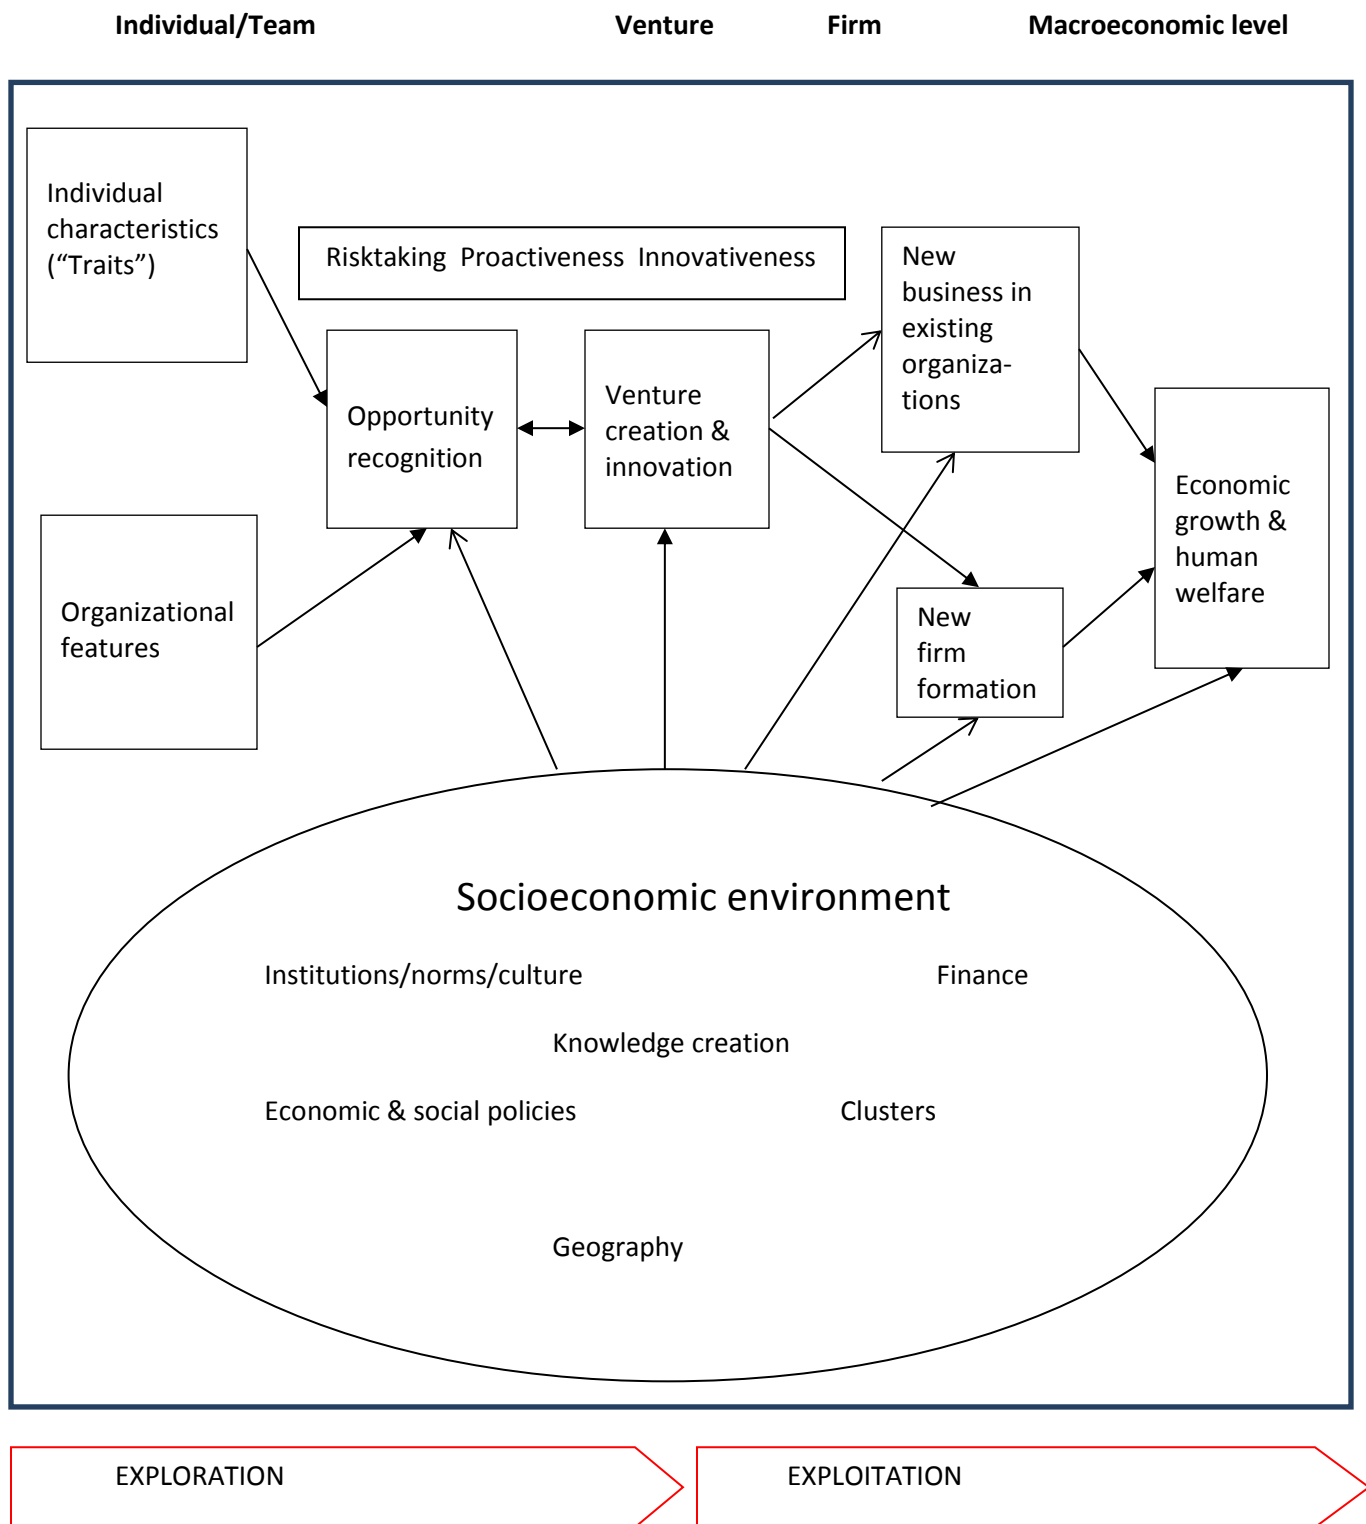 Individual/Team Venture Firm Macroeconomic level
Individual
characteristics
(“Traits”)
Risktaking Proactiveness Innovativeness
New
business in
existing
organiza-
tions
Opportunity
recognition
Venture
creation &
innovation
Economic
growth &
human
welfare
Organizational
features
New
firm
formation
Socioeconomic environment
Institutions/norms/culture Finance
Knowledge creation
Economic & social policies Clusters
Geography
EXPLORATION EXPLOITATION